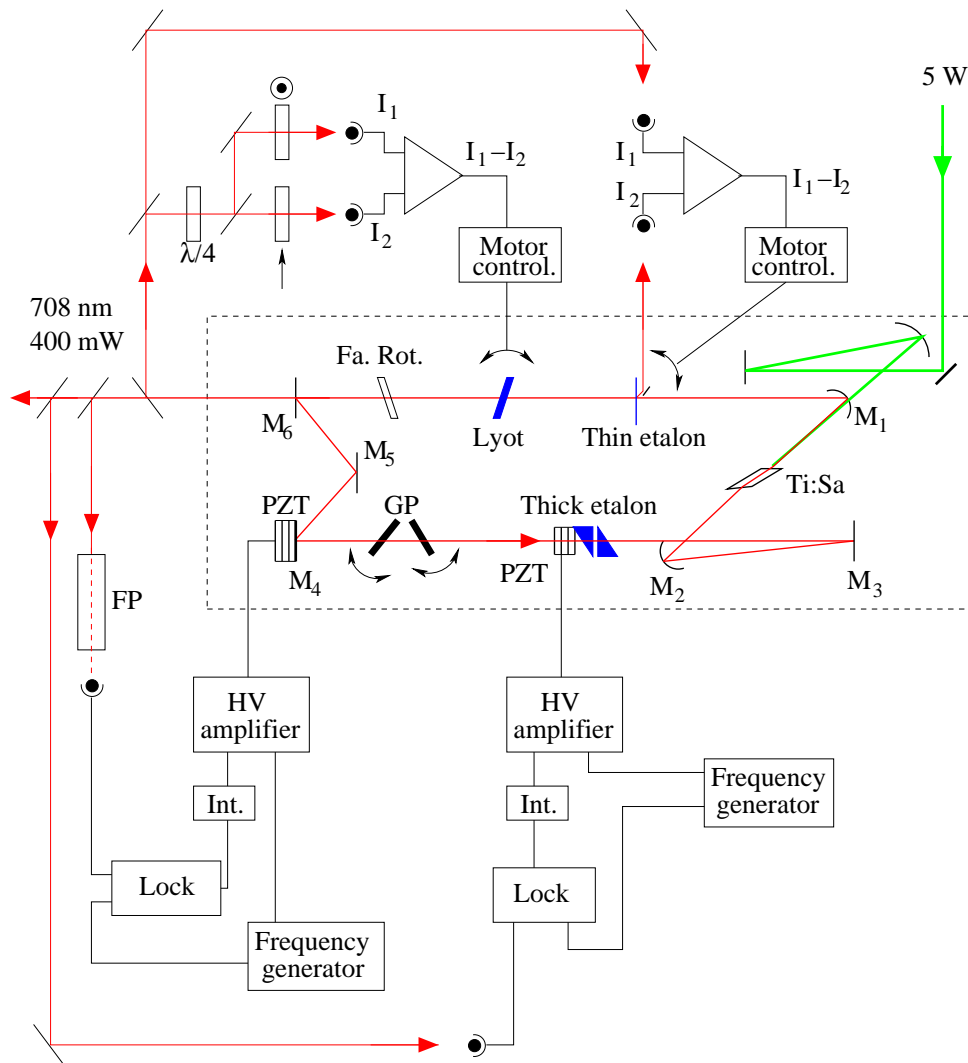 5 W
I1
I1–I2
I2
λ/4
Motor
control.
I1
I2
I1–I2
Motor
control.
708 nm
400 mW
Fa. Rot.
Lyot
Thin etalon
M1
M6
M5
Ti:Sa
PZT
GP
Thick etalon
M4
PZT
M2
M3
FP
HV
amplifier
HV
amplifier
Int.
Int.
Frequency
generator
Lock
Lock
Frequency
generator